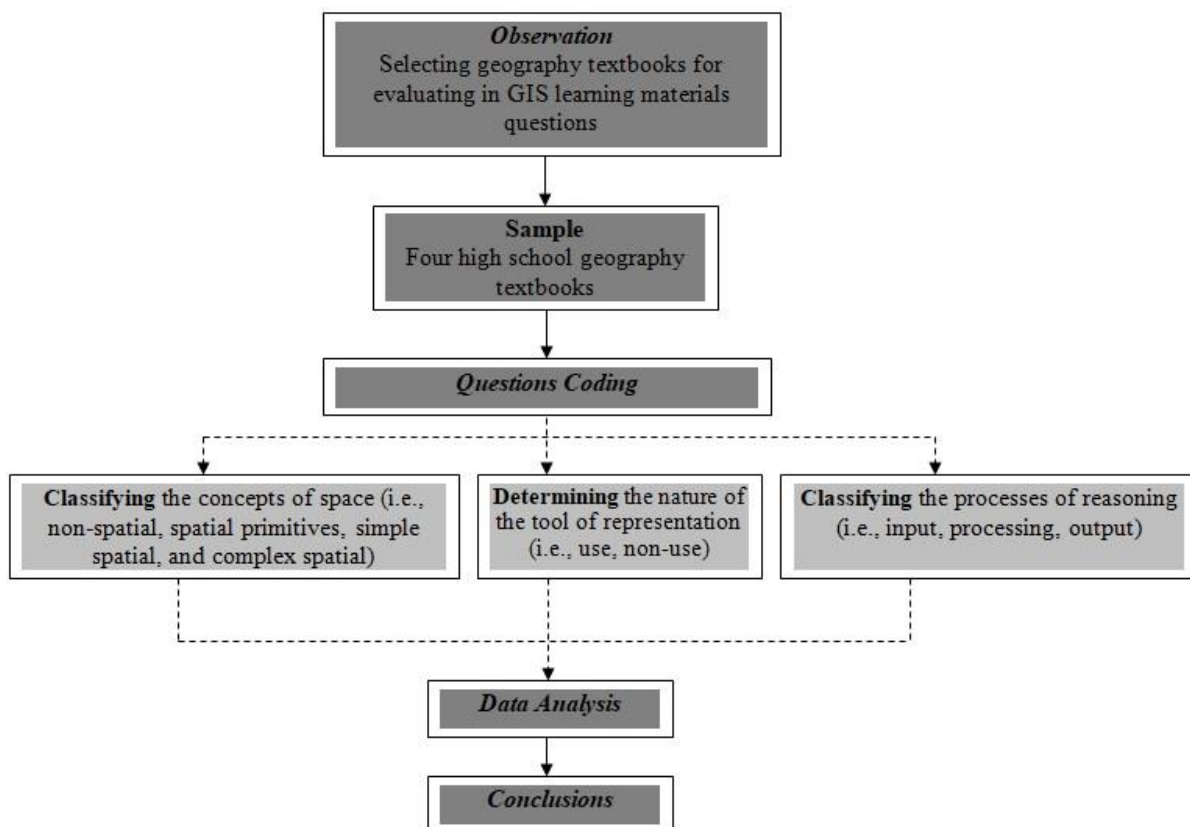 Observation
Selecting geography textbooks for
evaluating in GIS learning materials
questions
Sample
Four high school geography
textbooks
Questions Coding
Classifying the concepts of space (i.e.,
non-spatial, spatial primitives, simple
spatial, and complex spatial)
Determining the nature of
the tool of representation
(i.e., use, non-use)
Classifying the processes of reasoning
(i.e., input, processing, output)
Data Analysis
Conclusions